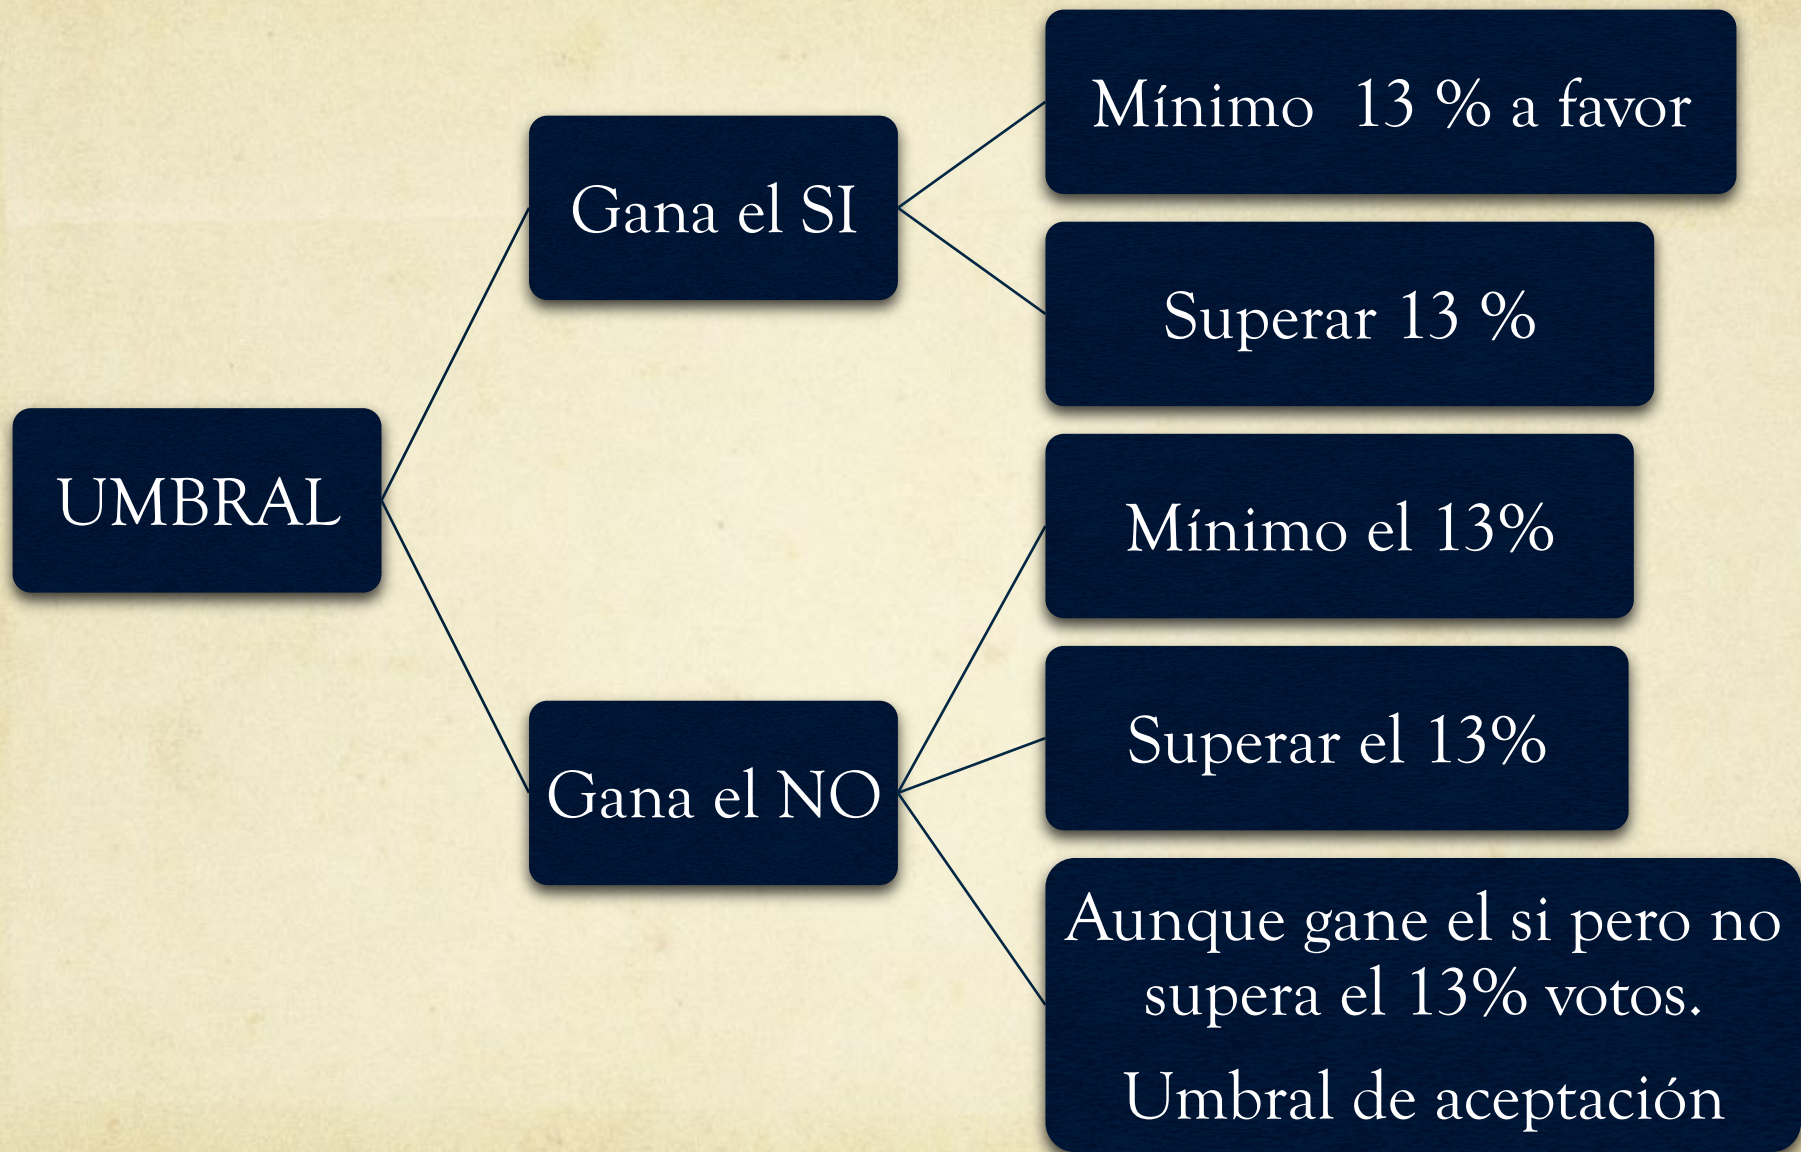 UMBRAL
Gana el SI
Mínimo 13 % a favor
Superar 13 %
Gana el NO
Mínimo el 13%
Superar el 13%
Aunque gane el si pero no
supera el 13% votos.
Umbral de aceptación